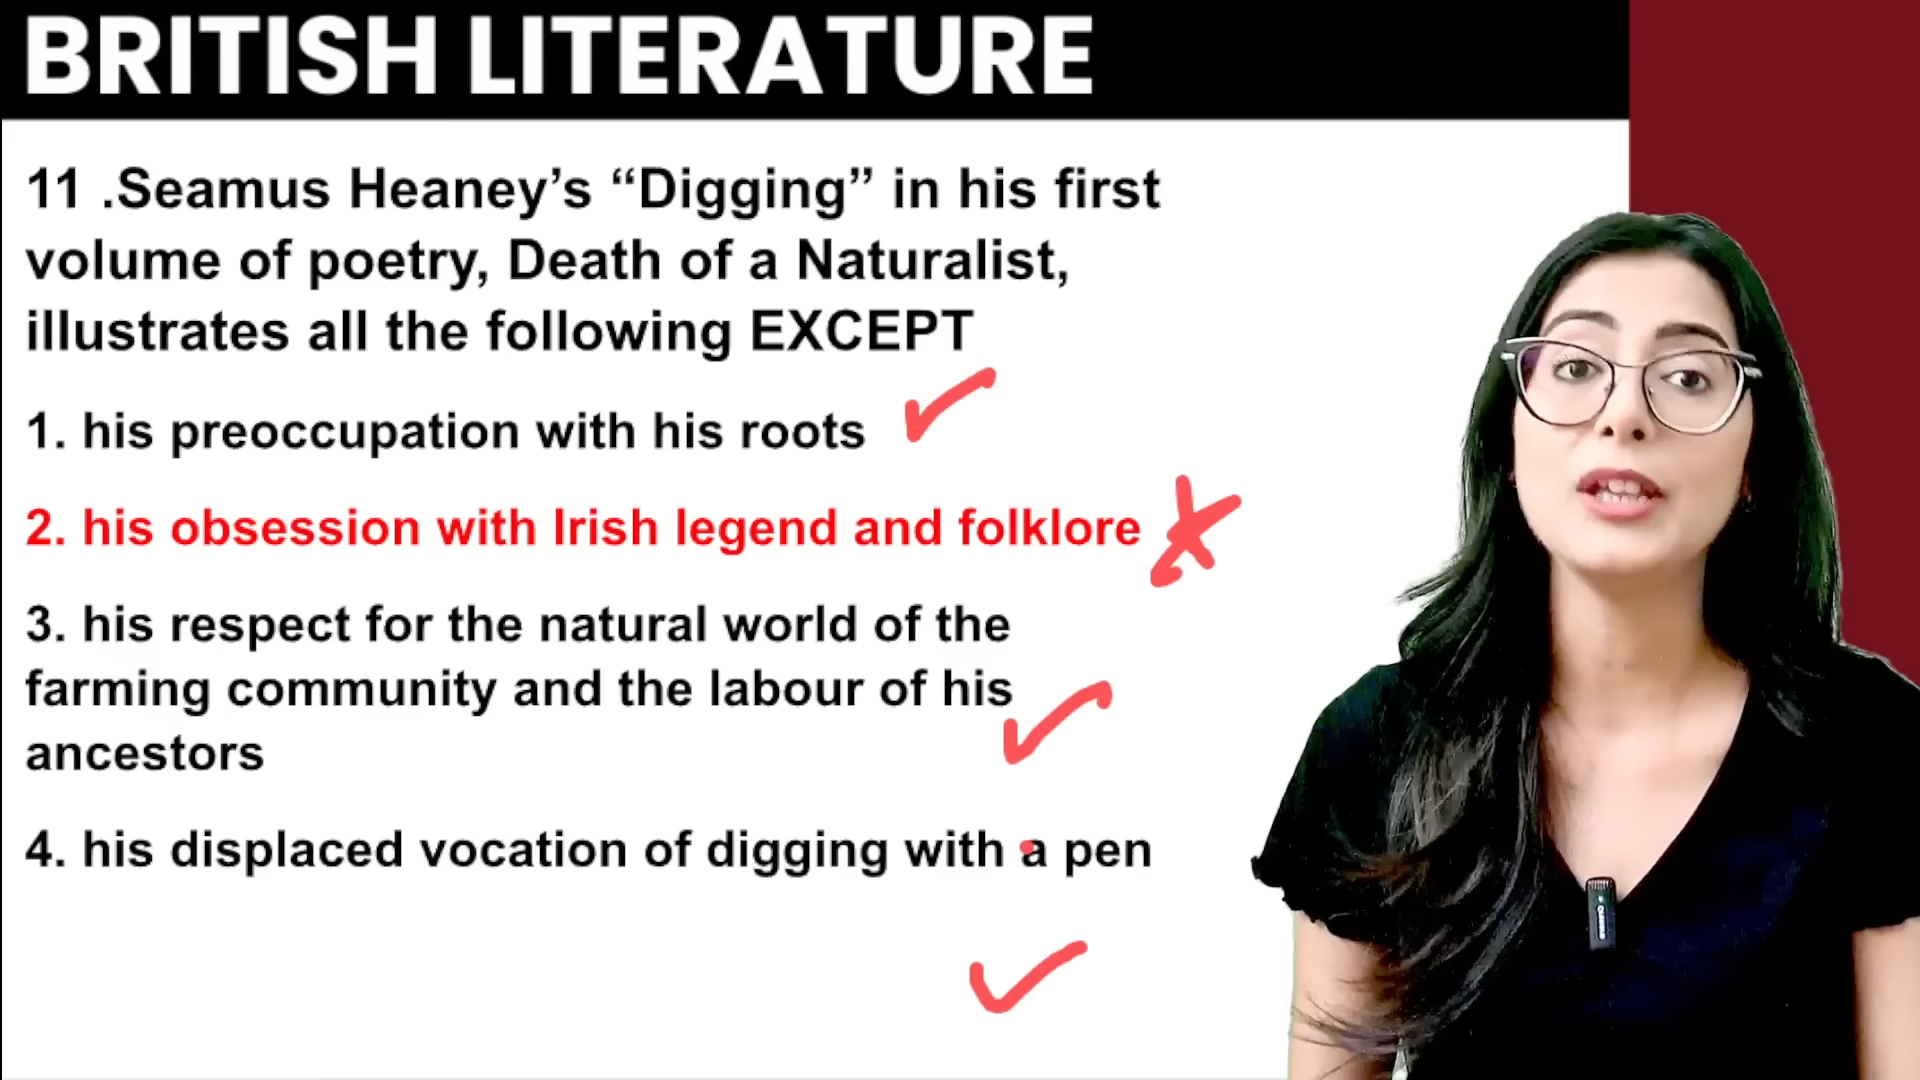 BRITISH LITERATURE
11 .Seamus Heaney’s “Digging” in his first
volume of poetry, Death of a Naturalist,
illustrates all the following EXCEPT
1. his preoccupation with his roots
2. his obsession with Irish legend and folklore
3. his respect for the natural world of the
farming community and the labour of his
ancestors
4. his displaced vocation of digging with a pen